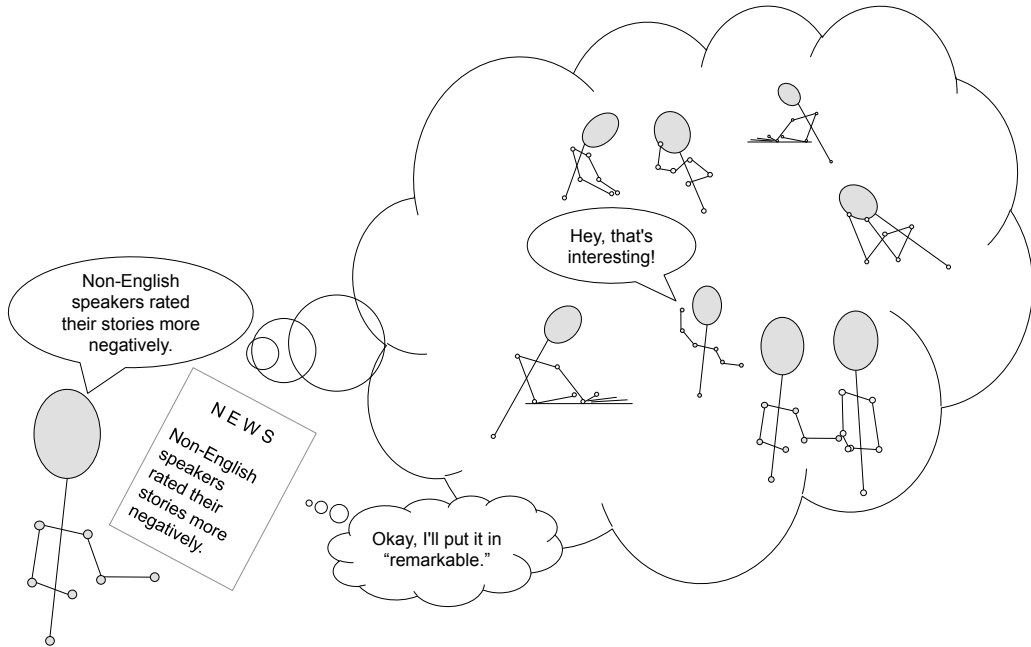 Non-English
speakers rated
their stories more
negatively.
NEWS
Non-English
speakers
rated their
stories more
negatively.
Hey, that's
interesting!
Okay, I'll put it in
“remarkable.”